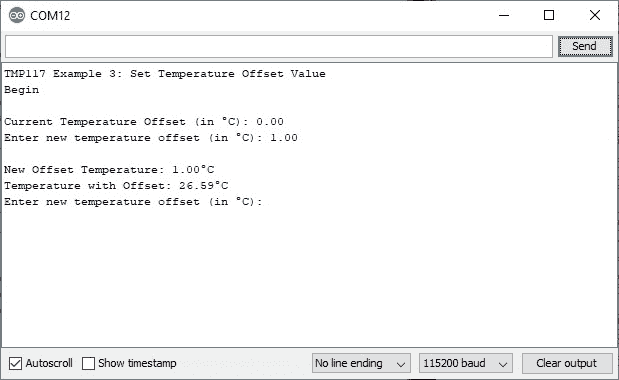 COM12
Send
TMP117 Example 3: Set Temperature Offset Value
Begin
Current Temperature Offset (in °C): 0.00
Enter new temperature offset (in °C): 1.00
New Offset Temperature: 1.00°C
Temperature with Offset: 26.59°C
Enter new temperature offset (in °C):
Autoscroll Show timestamp No line ending 115200 baud Clear output